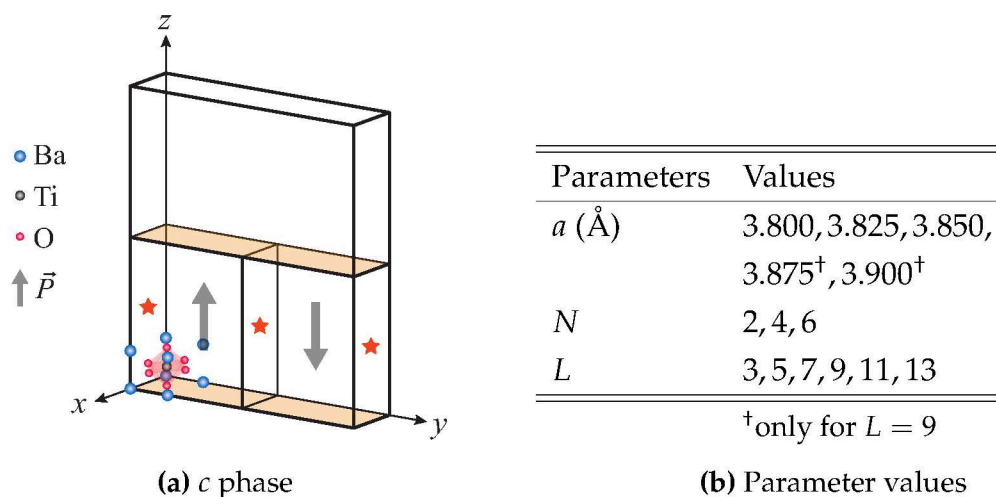 z
Ba
Ti
O
P⃗
x
y
(a) c phase
Parameters Values
a (Å) 3.800, 3.825, 3.850,
3.875†, 3.900†
N 2, 4, 6
L 3, 5, 7, 9, 11, 13
†only for L = 9
(b) Parameter values